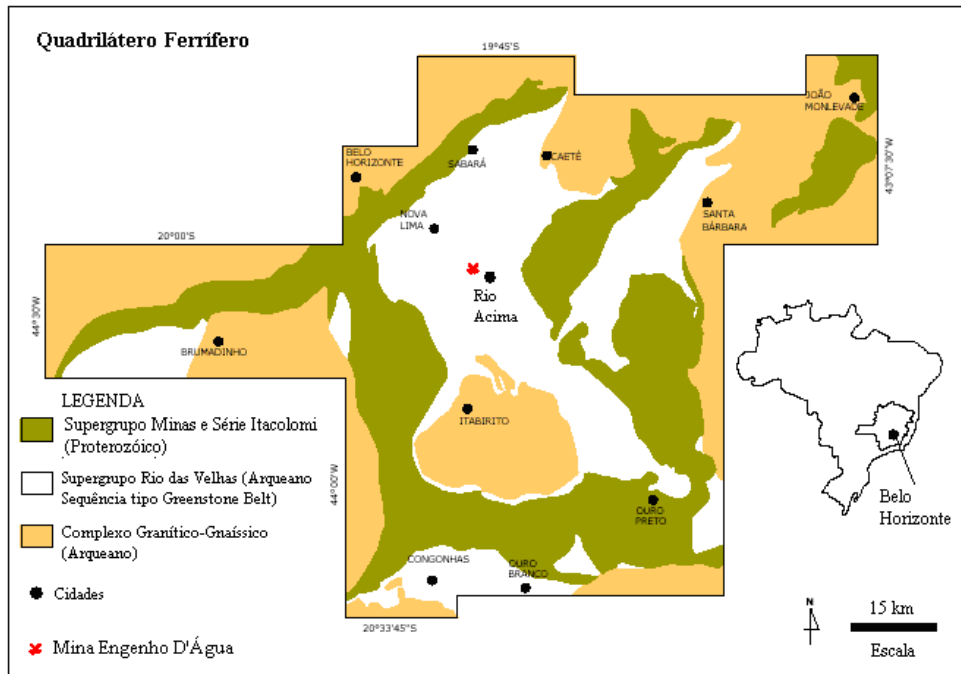 Quadrilátero Ferrífero
19°45'S
JOÃO
MONLEVADE
BELO
HORIZONTE
SABARÁ
CAETÉ
43°07'30"W
NOVA
LIMA
SANTA
BÁRBARA
20°00'S
Rio
Acima
44°30'W
BRUMADINHO
LEGENDA
Supergrupo Minas e Série Itacolomi
(Proterozóico)
ITABIRITO
Supergrupo Rio das Velhas (Arqueano
Sequência tipo Greenstone Belt)
44°00'W
OURO
PRETO
Belo
Horizonte
Complexo Granítico-Gnaíssico
(Arqueano)
CONGONHAS
OURO
BRANCO
Cidades
N
15 km
20°33'45"S
Mina Engenho D'Água
Escala